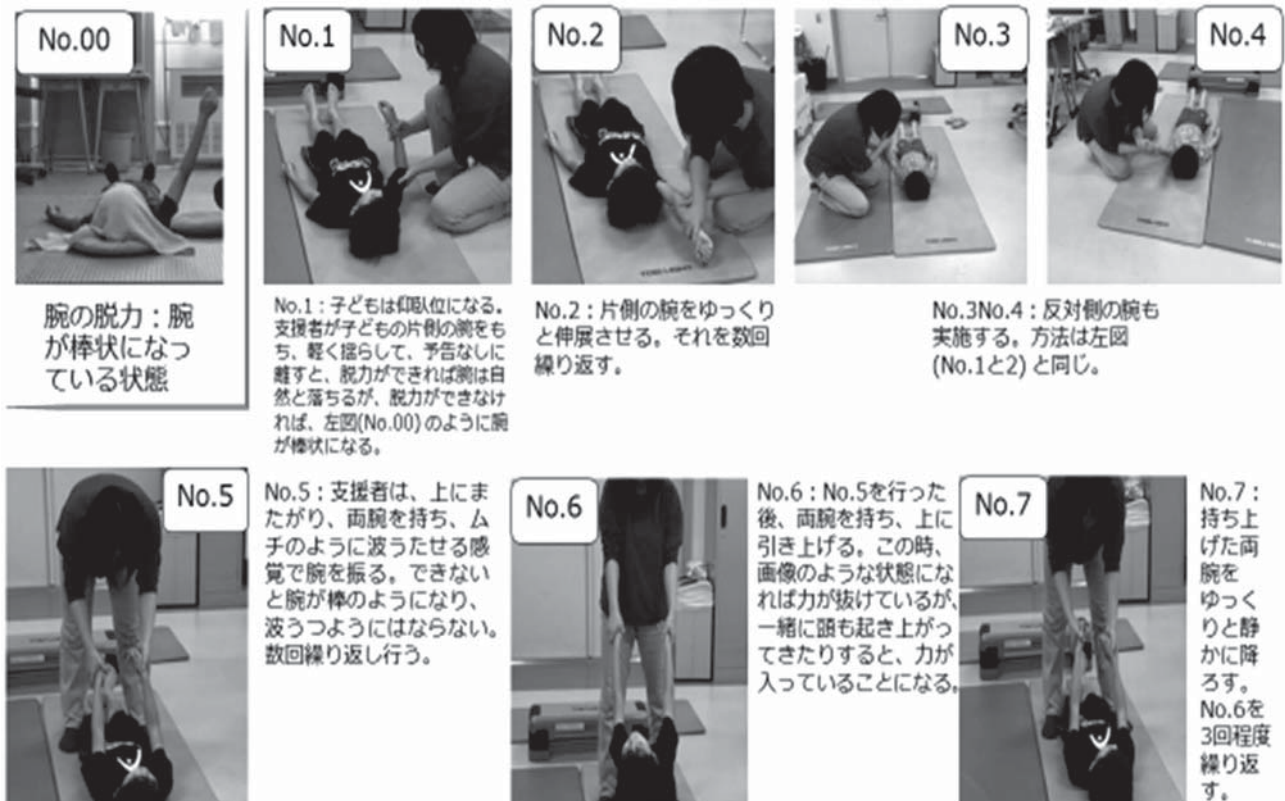 No.00
腕の脱力：腕
が棒状になっ
ている状態
No.1
No.1：子どもは仰臥位になる。
支援者が子どもの片側の腕をも
ち、軽く揺らして、予告なしに
離すと、脱力ができれば腕は自
然と落ちるが、脱力ができなけ
れば、左図(No.00) のように腕
が棒状になる。
No.2
TOEI LIGHT
No.2：片側の腕をゆっくり
と伸展させる。それを数回
繰り返す。
No.3
No.4
No.3No.4：反対側の腕も
実施する。方法は左図
(No.1と2) と同じ。
No.5
No.5：支援者は、上にま
たがり、両腕を持ち、ム
チのように波うたせる感
覚で腕を振る。できない
と腕が棒のようになり、
波うつようにはならない。
数回繰り返し行う。
No.6
No.6：No.5を行った
後、両腕を持ち、上に
引き上げる。この時、
画像のような状態にな
れば力が抜けているが、
一緒に頭も起き上がっ
てきたりすると、力が
入っていることになる。
No.7
No.7：
持ち上
げた両
腕を
ゆっく
りと静
かに降
ろす。
No.6を
3回程度
繰り返
す。